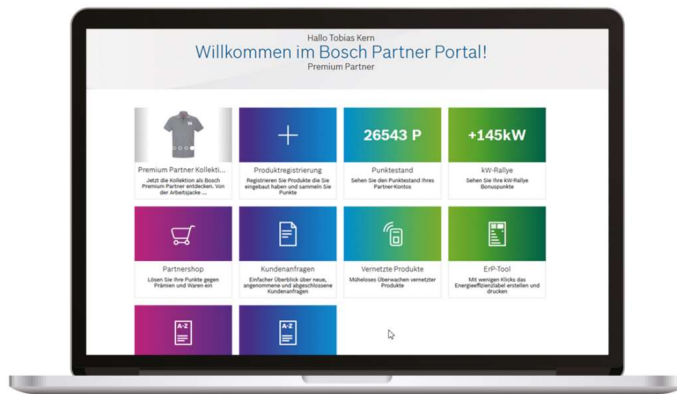 Hallo Tobias Kern
Willkommen im Bosch Partner Portal!
Premium Partner
26543 P
+145kW
Premium Partner Kollekti...
Produktregistrierung
Punktestand
kW-Rallye
Jetzt die Kollektion als Bosch
Premium Partner entdecken. Von
der Arbeitsjacke ...
Registrieren Sie Produkte die Sie
eingebaut haben und sammeln Sie
Punkte
Sehen Sie den Punktestand Ihres
Partner-Kontos
Sehen Sie Ihre kW-Rallye
Bonuspunkte
Partnershop
Kundenanfragen
Vernetzte Produkte
ErP-Tool
Lösen Sie Ihre Punkte gegen
Prämien und Waren ein
Einfacher Überblick über neue,
angenommene und abgeschlossene
Kundenanfragen
Müheloses Überwachen vernetzter
Produkte
Mit wenigen Klicks das
Energieeffizienzlabel erstellen und
drucken
A-Z
A-Z